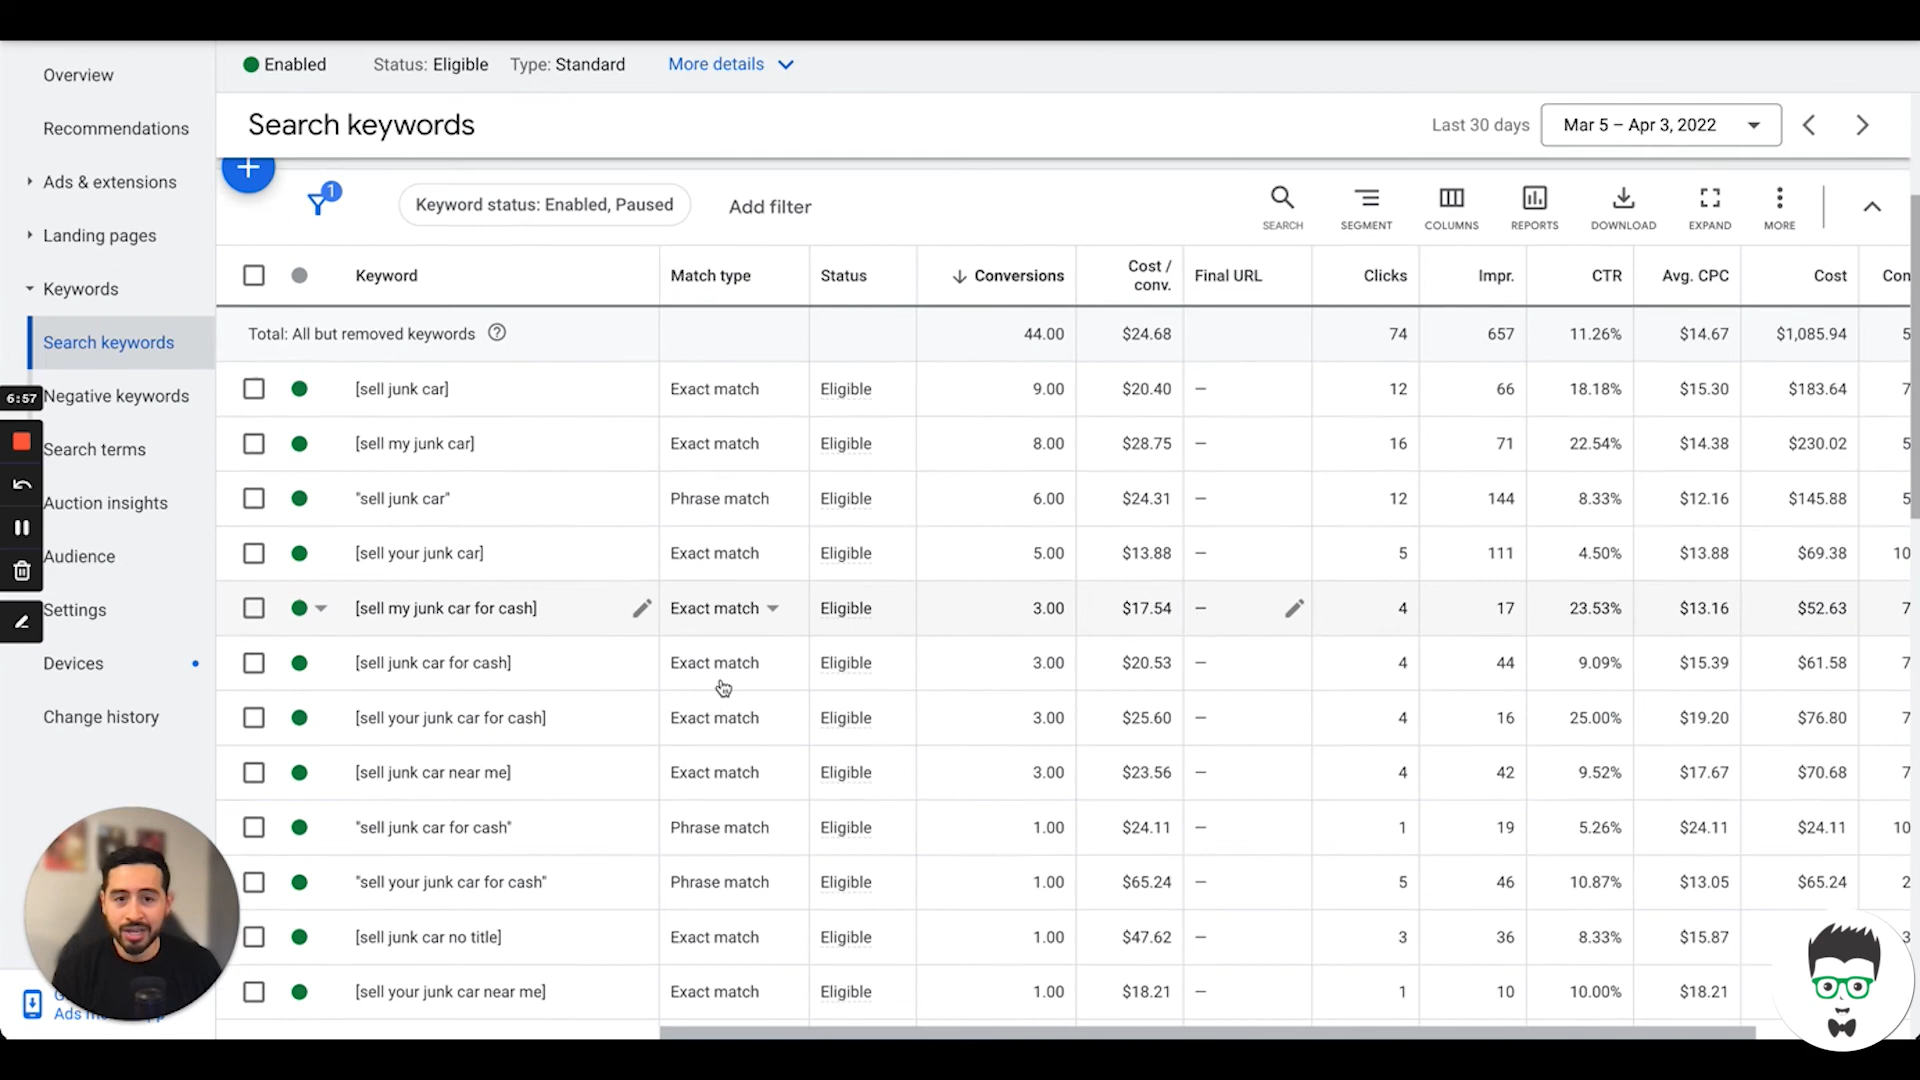 Enabled Status: Eligible Type: Standard More details
Search keywords Last 30 days Mar 5 – Apr 3, 2022
Overview
Recommendations
Ads & extensions
Landing pages
Keywords
Search keywords
Negative keywords
Search terms
Auction insights
Audience
Settings
Devices
Change history
6:57
1
Keyword status: Enabled, Paused Add filter
SEARCH SEGMENT COLUMNS REPORTS DOWNLOAD EXPAND MORE
Keyword Match type Status Conversions Cost / conv. Final URL Clicks Impr. CTR Avg. CPC Cost Con
Total: All but removed keywords 44.00 $24.68 74 657 11.26% $14.67 $1,085.94 5
[sell junk car] Exact match Eligible 9.00 $20.40 — 12 66 18.18% $15.30 $183.64 7
[sell my junk car] Exact match Eligible 8.00 $28.75 — 16 71 22.54% $14.38 $230.02 5
"sell junk car" Phrase match Eligible 6.00 $24.31 — 12 144 8.33% $12.16 $145.88 5
[sell your junk car] Exact match Eligible 5.00 $13.88 — 5 111 4.50% $13.88 $69.38 10
[sell my junk car for cash] Exact match Eligible 3.00 $17.54 — 4 17 23.53% $13.16 $52.63 7
[sell junk car for cash] Exact match Eligible 3.00 $20.53 — 4 44 9.09% $15.39 $61.58 7
[sell your junk car for cash] Exact match Eligible 3.00 $25.60 — 4 16 25.00% $19.20 $76.80 7
[sell junk car near me] Exact match Eligible 3.00 $23.56 — 4 42 9.52% $17.67 $70.68 7
"sell junk car for cash" Phrase match Eligible 1.00 $24.11 — 1 19 5.26% $24.11 $24.11 10
"sell your junk car for cash" Phrase match Eligible 1.00 $65.24 — 5 46 10.87% $13.05 $65.24 2
[sell junk car no title] Exact match Eligible 1.00 $47.62 — 3 36 8.33% $15.87 3
[sell your junk car near me] Exact match Eligible 1.00 $18.21 — 1 10 10.00% $18.21
Ads